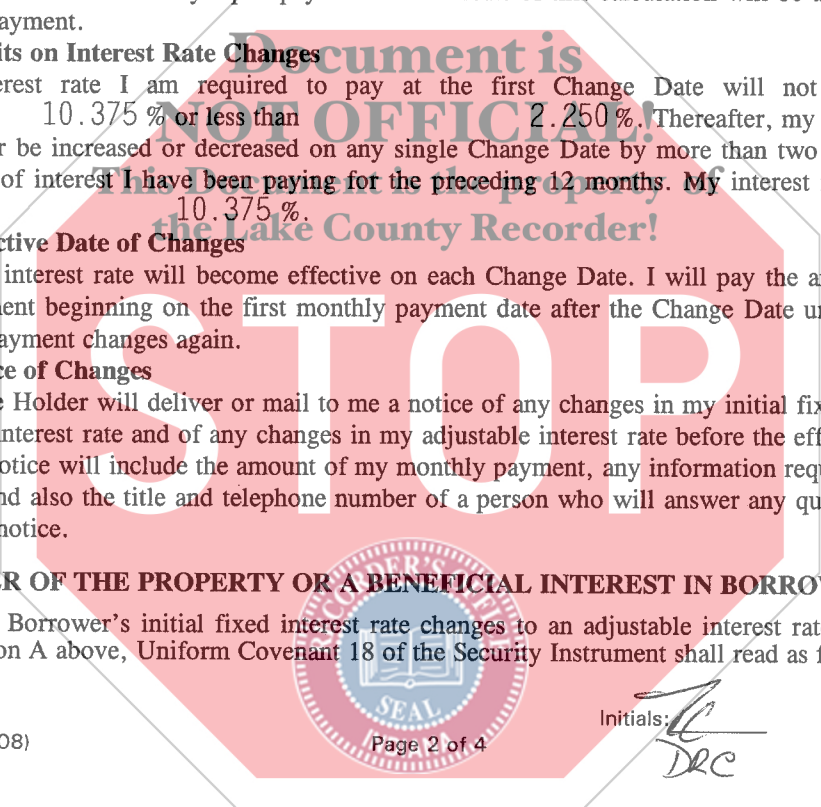 ayment.
its on Interest Rate Changes
erest rate I am required to pay at the first Change Date will not
10.375 % or less than 2.250 %. Thereafter, my
r be increased or decreased on any single Change Date by more than two
of interest I have been paying for the preceding 12 months. My interest
10.375 %.
ctive Date of Changes
interest rate will become effective on each Change Date. I will pay the a
ent beginning on the first monthly payment date after the Change Date u
ayment changes again.
ce of Changes
e Holder will deliver or mail to me a notice of any changes in my initial fix
interest rate and of any changes in my adjustable interest rate before the eff
otice will include the amount of my monthly payment, any information req
nd also the title and telephone number of a person who will answer any qu
notice.
R OF THE PROPERTY OR A BENEFICIAL INTEREST IN BORROW
Borrower's initial fixed interest rate changes to an adjustable interest rat
on A above, Uniform Covenant 18 of the Security Instrument shall read as f
Initials:
DRC
08)
Page 2 of 4
Document is
NOT OFFICIAL!
This Document is the property of
the Lake County Recorder!
STOP
RECORDER'S OFFICE
SEAL